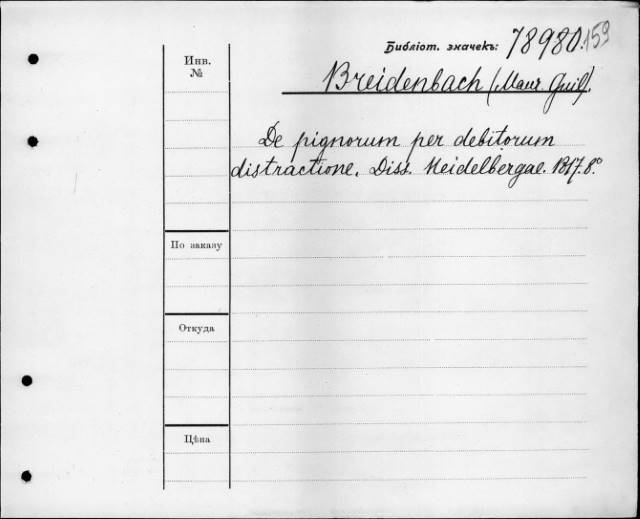 Библіот. значекъ: 78980.159
Инв.
№
Breidenbach (Maur. Guil).
De pignorum per debitorum
distractione. Diss. Heidelbergae. 1817. 8.°
По заказу
Откуда
Цѣна